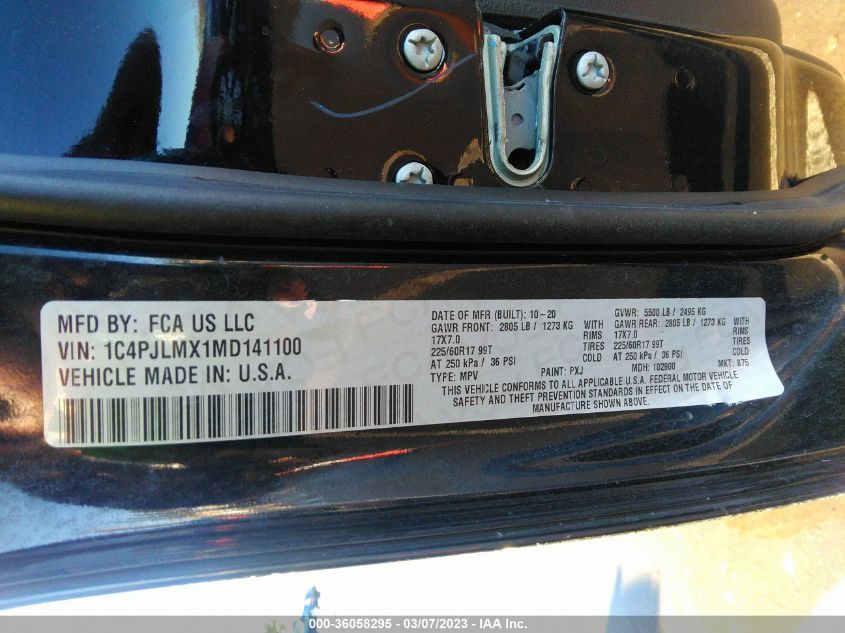 MFD BY: FCA US LLC
VIN: 1C4PJLMX1MD141100
VEHICLE MADE IN: U.S.A.
DATE OF MFR (BUILT): 10-20 GVWR: 5500 LB / 2495 KG
GAWR FRONT: 2805 LB / 1273 KG WITH GAWR REAR: 2805 LB / 1273 KG WITH
17X7.0 RIMS 17X7.0 RIMS
225/60R17 99T TIRES 225/60R17 99T TIRES
AT 250 kPa / 36 PSI COLD AT 250 kPa / 36 PSI COLD
TYPE: MPV PAINT: PXJ MDH: 102900 MKT: 875
THIS VEHICLE CONFORMS TO ALL APPLICABLE U.S.A. FEDERAL MOTOR VEHICLE
SAFETY AND THEFT PREVENTION STANDARDS IN EFFECT ON THE DATE OF
MANUFACTURE SHOWN ABOVE.
000-36058295 - 03/07/2023 - IAA Inc.